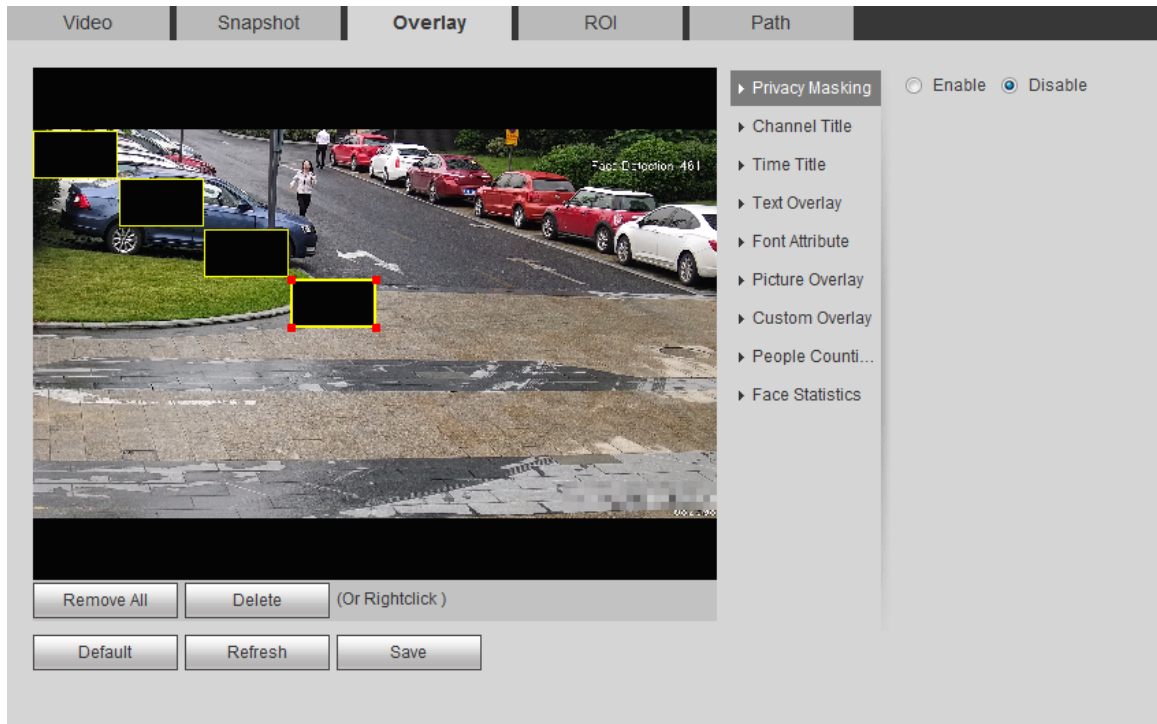 Video Snapshot Overlay ROI Path
Privacy Masking
Enable Disable
Channel Title
Time Title
Text Overlay
Font Attribute
Picture Overlay
Custom Overlay
People Counti...
Face Statistics
Face Detection 461
Remove All Delete (Or Rightclick )
Default Refresh Save